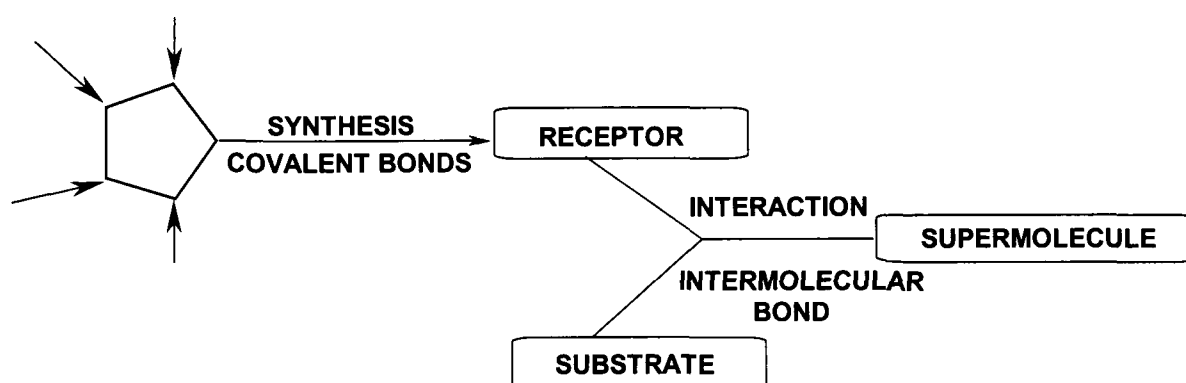 SYNTHESIS
COVALENT BONDS
RECEPTOR
INTERACTION
SUPERMOLECULE
INTERMOLECULAR
BOND
SUBSTRATE